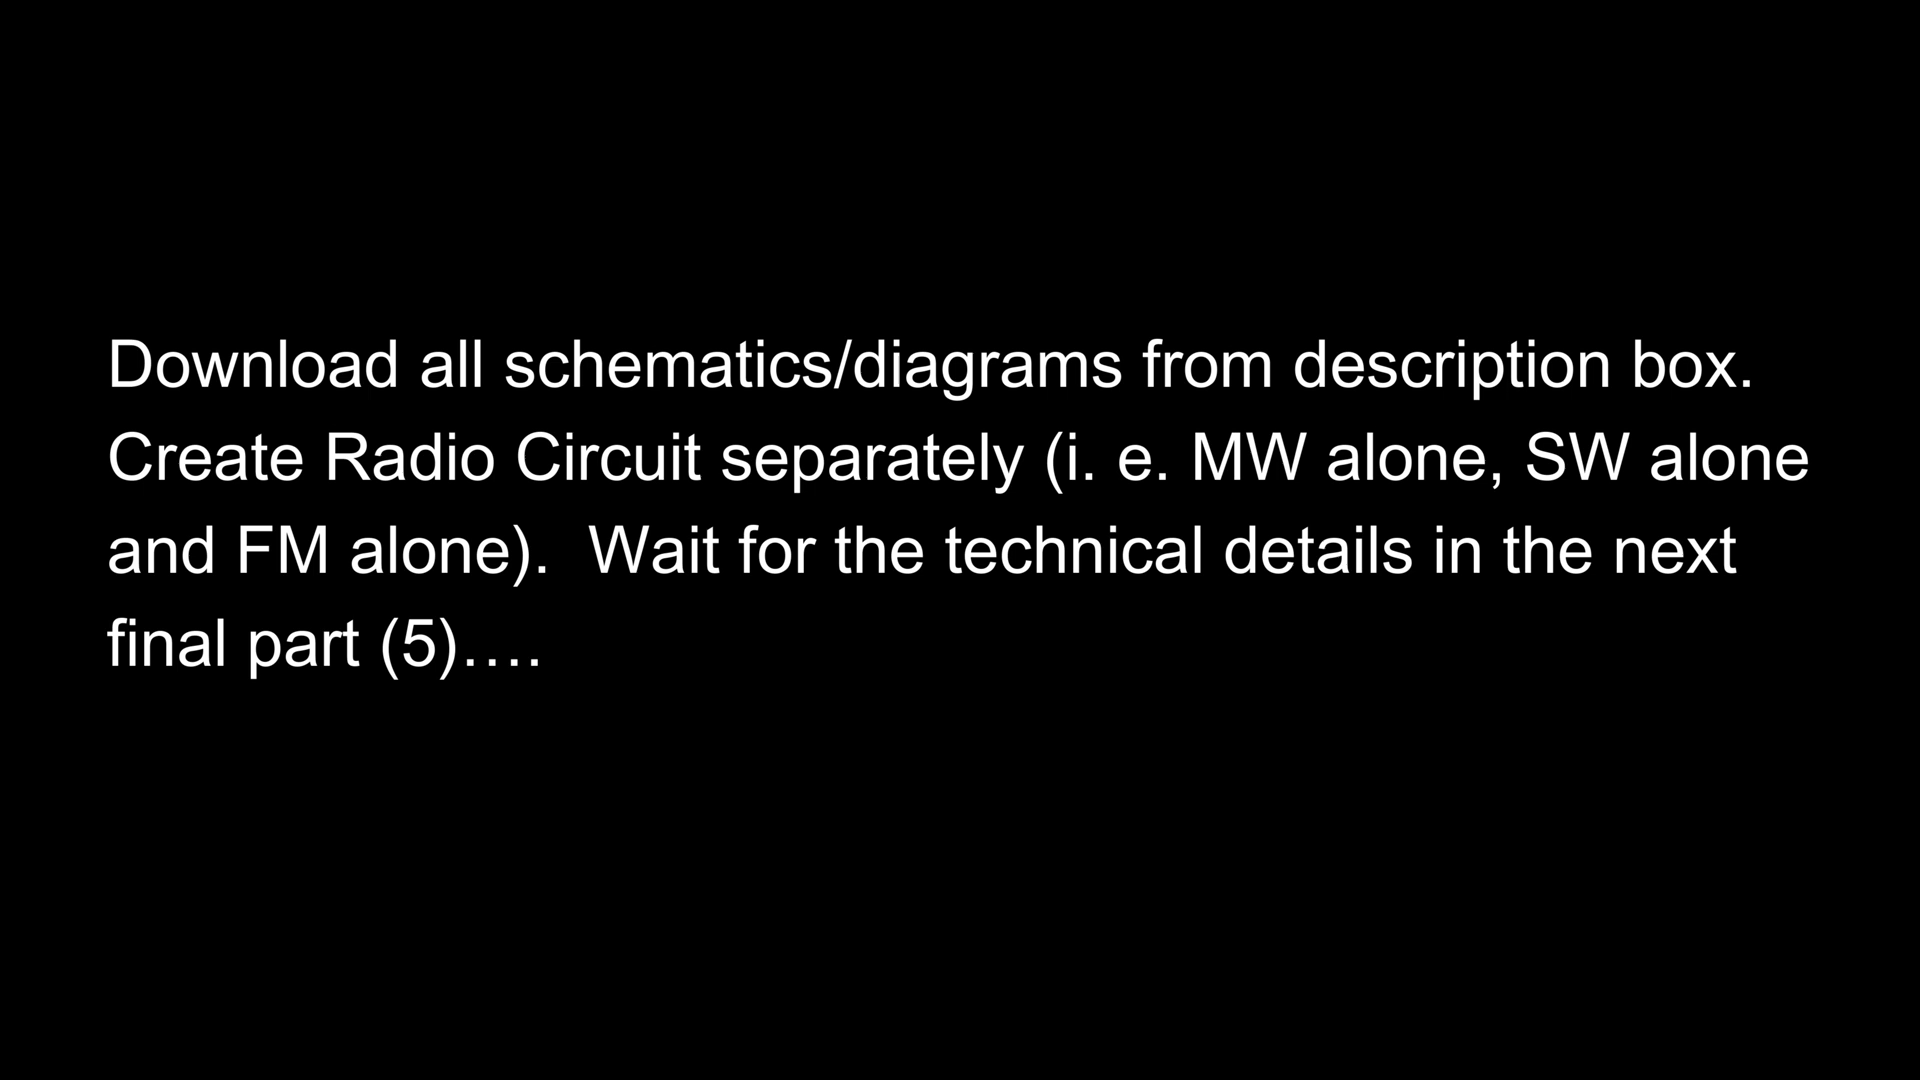 Download all schematics/diagrams from description box.
Create Radio Circuit separately (i. e. MW alone, SW alone
and FM alone).  Wait for the technical details in the next
final part (5)….